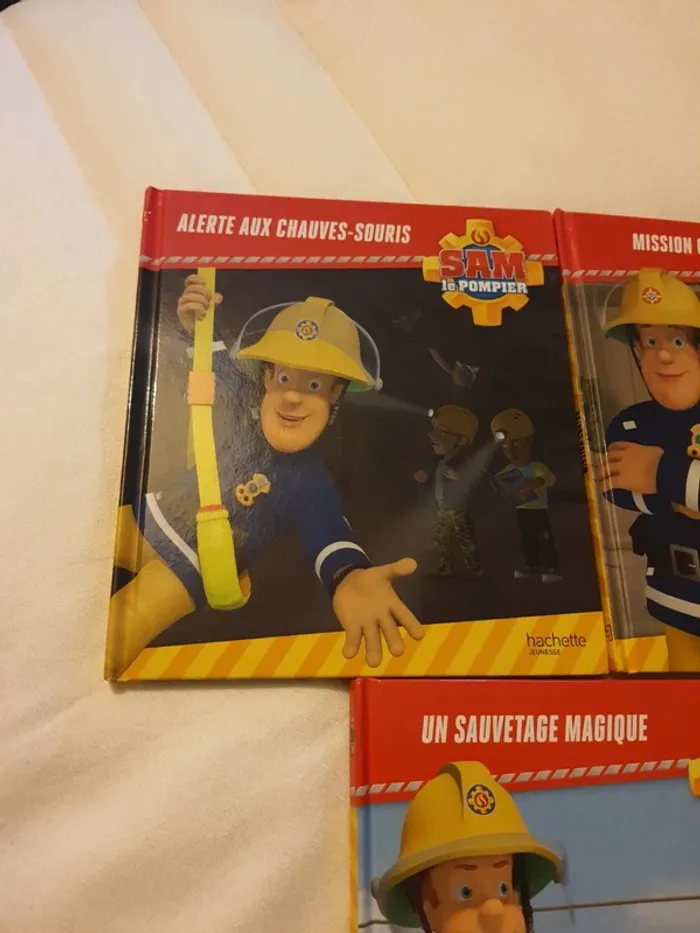 ALERTE AUX CHAUVES-SOURIS
SAM
le POMPIER
hachette
JEUNESSE
MISSION
UN SAUVETAGE MAGIQUE